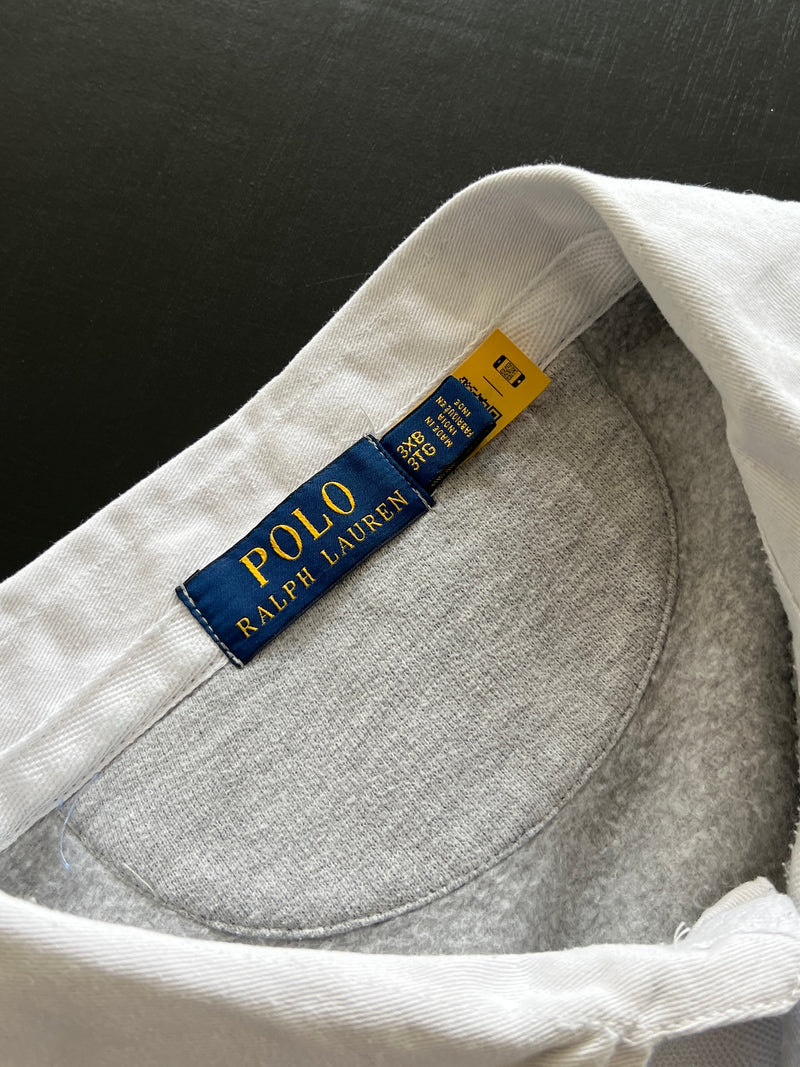 POLO
RALPH LAUREN
3XB
3TG
MADE IN
INDIA
FABRIQUÉ EN
INDE